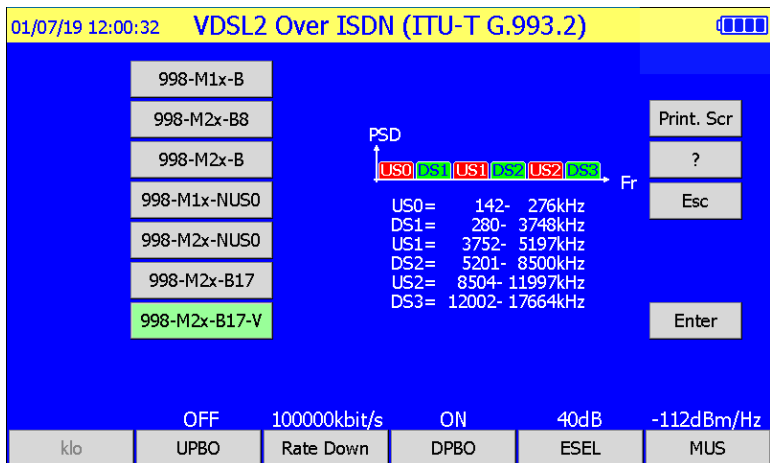 01/07/19 12:00:32 VDSL2 Over ISDN (ITU-T G.993.2)
998-M1x-B
998-M2x-B8
998-M2x-B
998-M1x-NUS0
998-M2x-NUS0
998-M2x-B17
998-M2x-B17-V
PSD
US0 DS1 US1 DS2 US2 DS3
Fr
US0= 142- 276kHz
DS1= 280- 3748kHz
US1= 3752- 5197kHz
DS2= 5201- 8500kHz
US2= 8504- 11997kHz
DS3= 12002- 17664kHz
Print. Scr
?
Esc
Enter
OFF 100000kbit/s ON 40dB -112dBm/Hz
klo UPBO Rate Down DPBO ESEL MUS